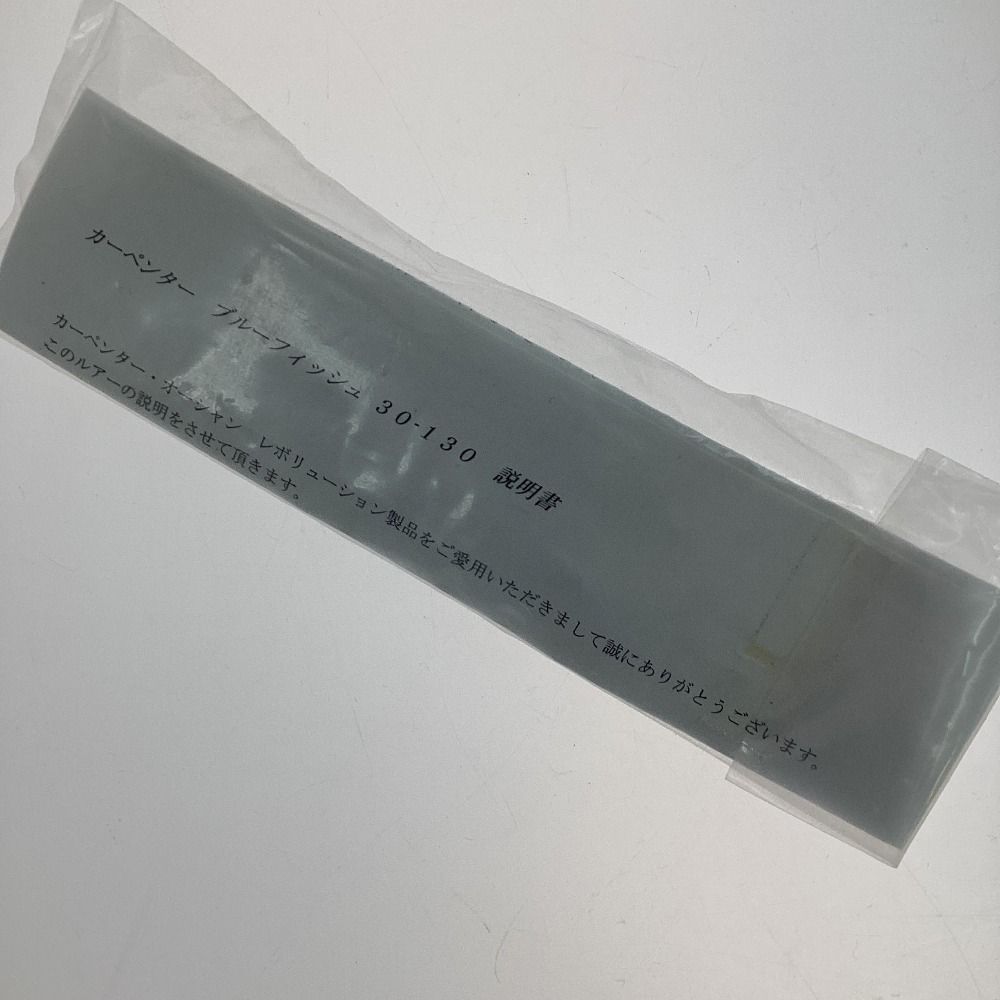 カーペンター　ブルーフィッシュ　30-130　説明書
カーペンター・オーシャン　レボリューション製品をご愛用いただきまして誠にありがとうございます。
このルアーの説明をさせて頂きます。